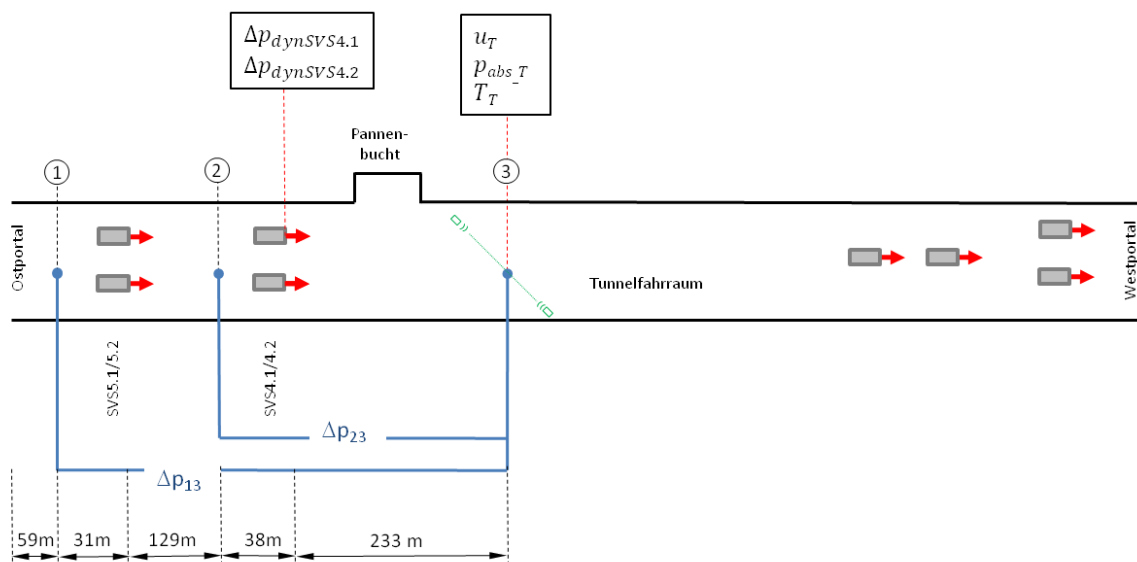 Δp_dynSVS4.1
Δp_dynSVS4.2
u_T
p_abs_T
T_T
Pannen-
bucht
1
2
3
Ostportal
Tunnelfahrraum
Westportal
SVS5.1/5.2
SVS4.1/4.2
Δp₂₃
Δp₁₃
59m
31m
129m
38m
233 m